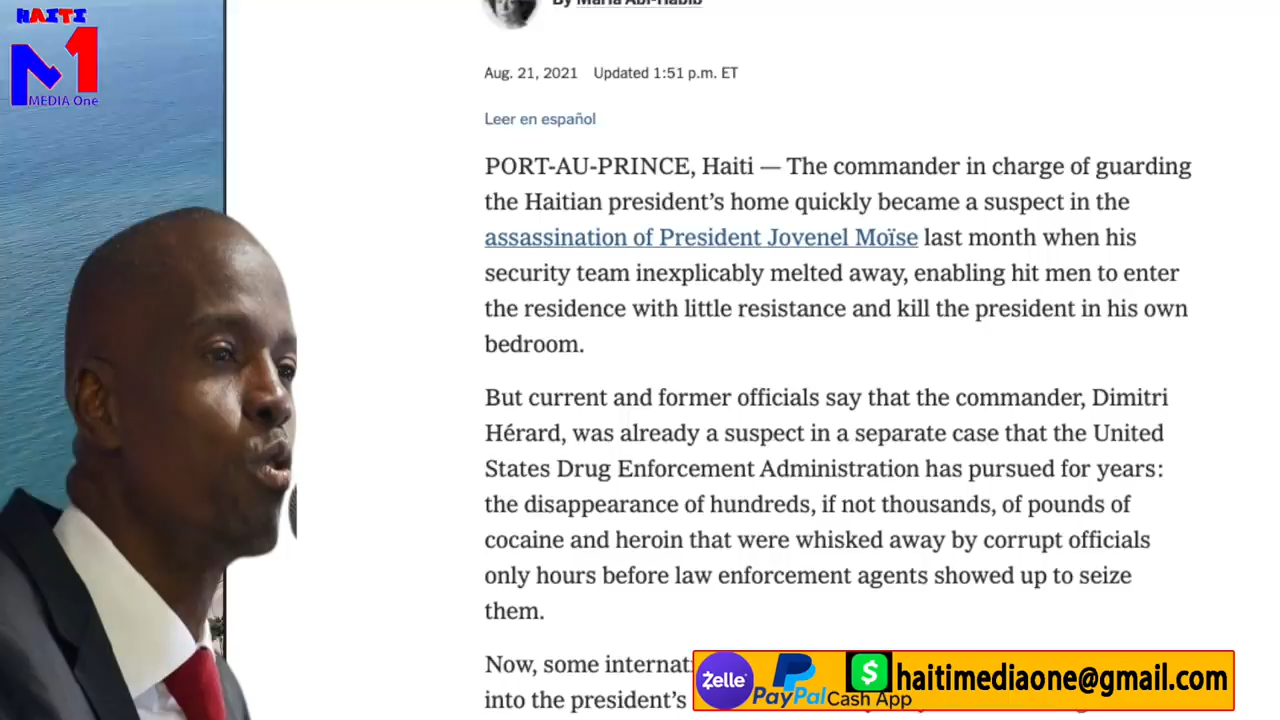 HAITI
M1
MEDIA One
By Maria Abi-Habib
Aug. 21, 2021 Updated 1:51 p.m. ET
Leer en español
PORT-AU-PRINCE, Haiti — The commander in charge of guarding
the Haitian president’s home quickly became a suspect in the
assassination of President Jovenel Moïse last month when his
security team inexplicably melted away, enabling hit men to enter
the residence with little resistance and kill the president in his own
bedroom.
But current and former officials say that the commander, Dimitri
Hérard, was already a suspect in a separate case that the United
States Drug Enforcement Administration has pursued for years:
the disappearance of hundreds, if not thousands, of pounds of
cocaine and heroin that were whisked away by corrupt officials
only hours before law enforcement agents showed up to seize
them.
Now, some internati
into the president’s
Zelle
PayPal
$
Cash App
haitimediaone@gmail.com